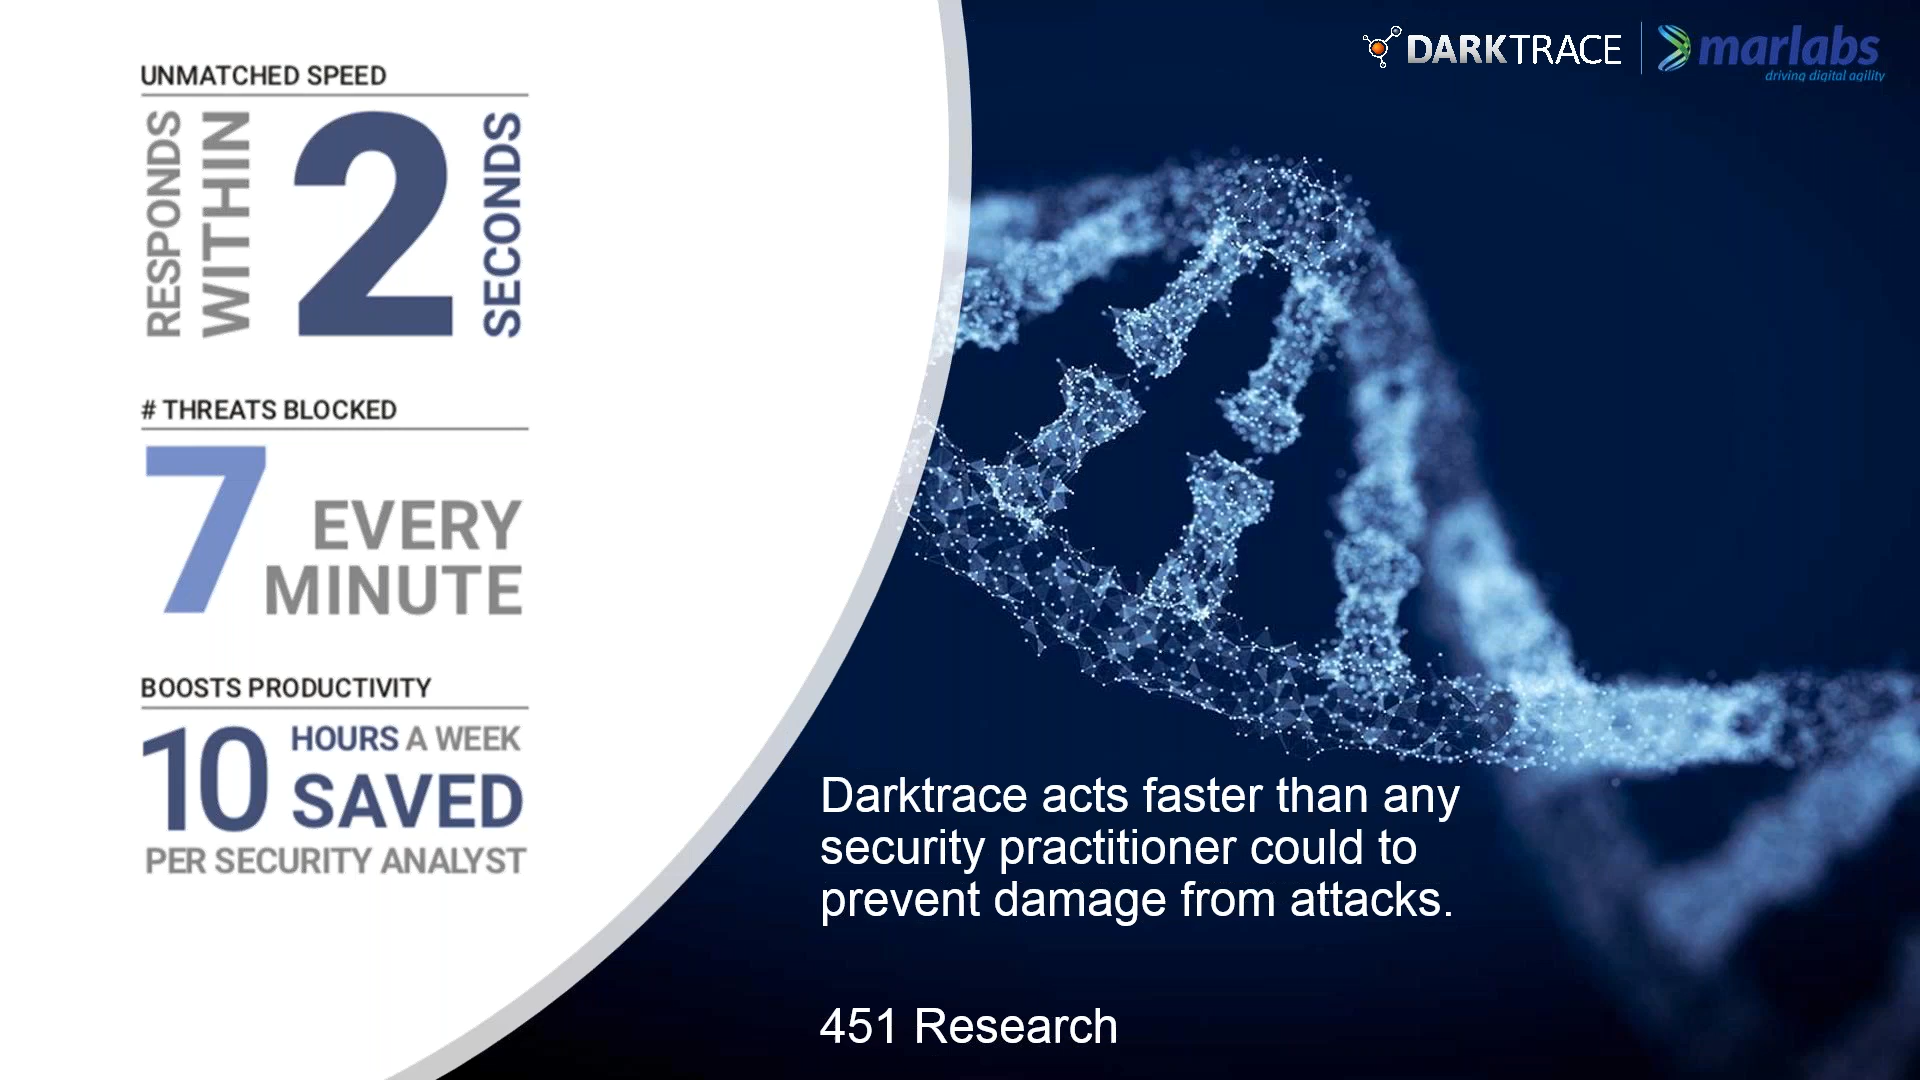 UNMATCHED SPEED
RESPONDS
WITHIN
2
SECONDS
# THREATS BLOCKED
7
EVERY
MINUTE
BOOSTS PRODUCTIVITY
10
HOURS A WEEK
SAVED
PER SECURITY ANALYST
DARKTRACE
marlabs
driving digital agility
Darktrace acts faster than any
security practitioner could to
prevent damage from attacks.
451 Research